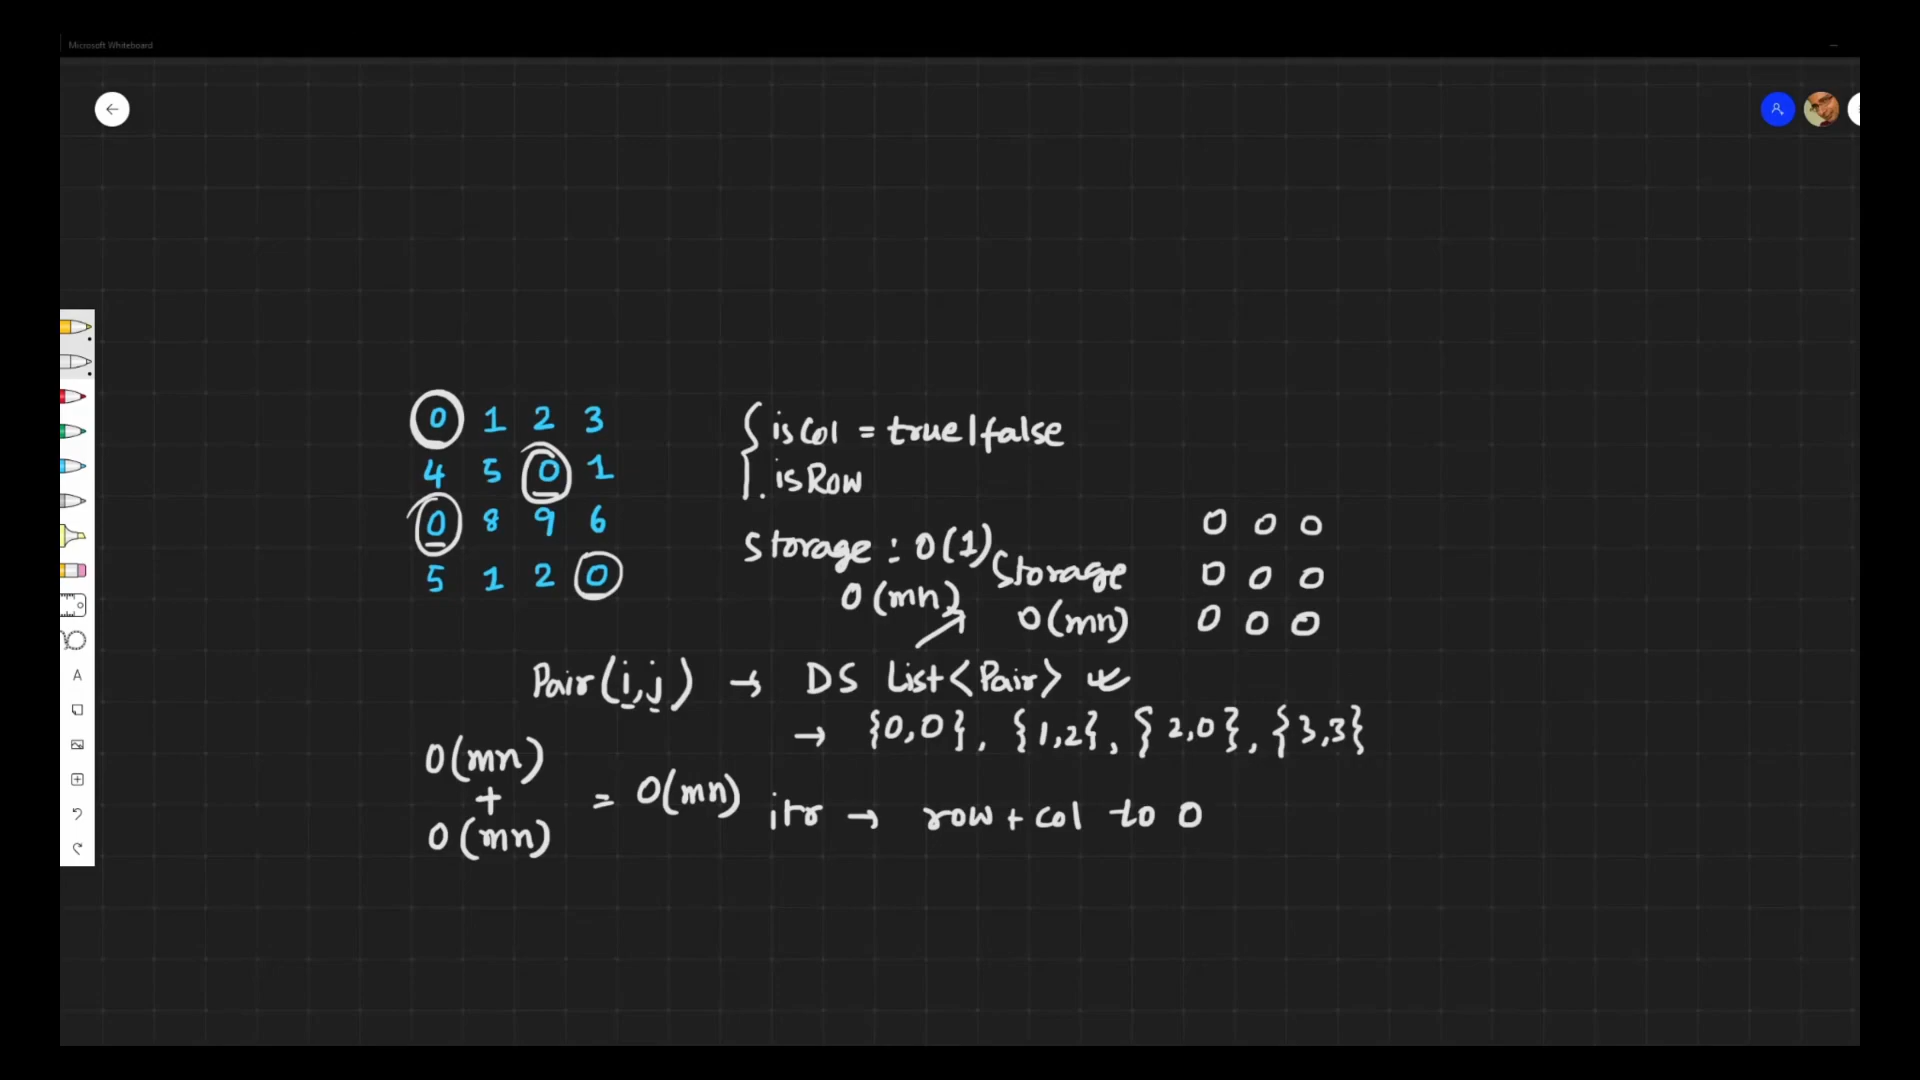 Microsoft Whiteboard
0 1 2 3
4 5 0 1
0 8 9 6
5 1 2 0
isCol = true|false
isRow
Storage : O(1)
O(mn)
Storage
O(mn)
0 0 0
0 0 0
0 0 0
Pair(i,j) → DS List<Pair>
→ {0,0}, {1,2}, {2,0}, {3,3}
O(mn)
+
O(mn)
= O(mn)
itr → row + col to 0
A